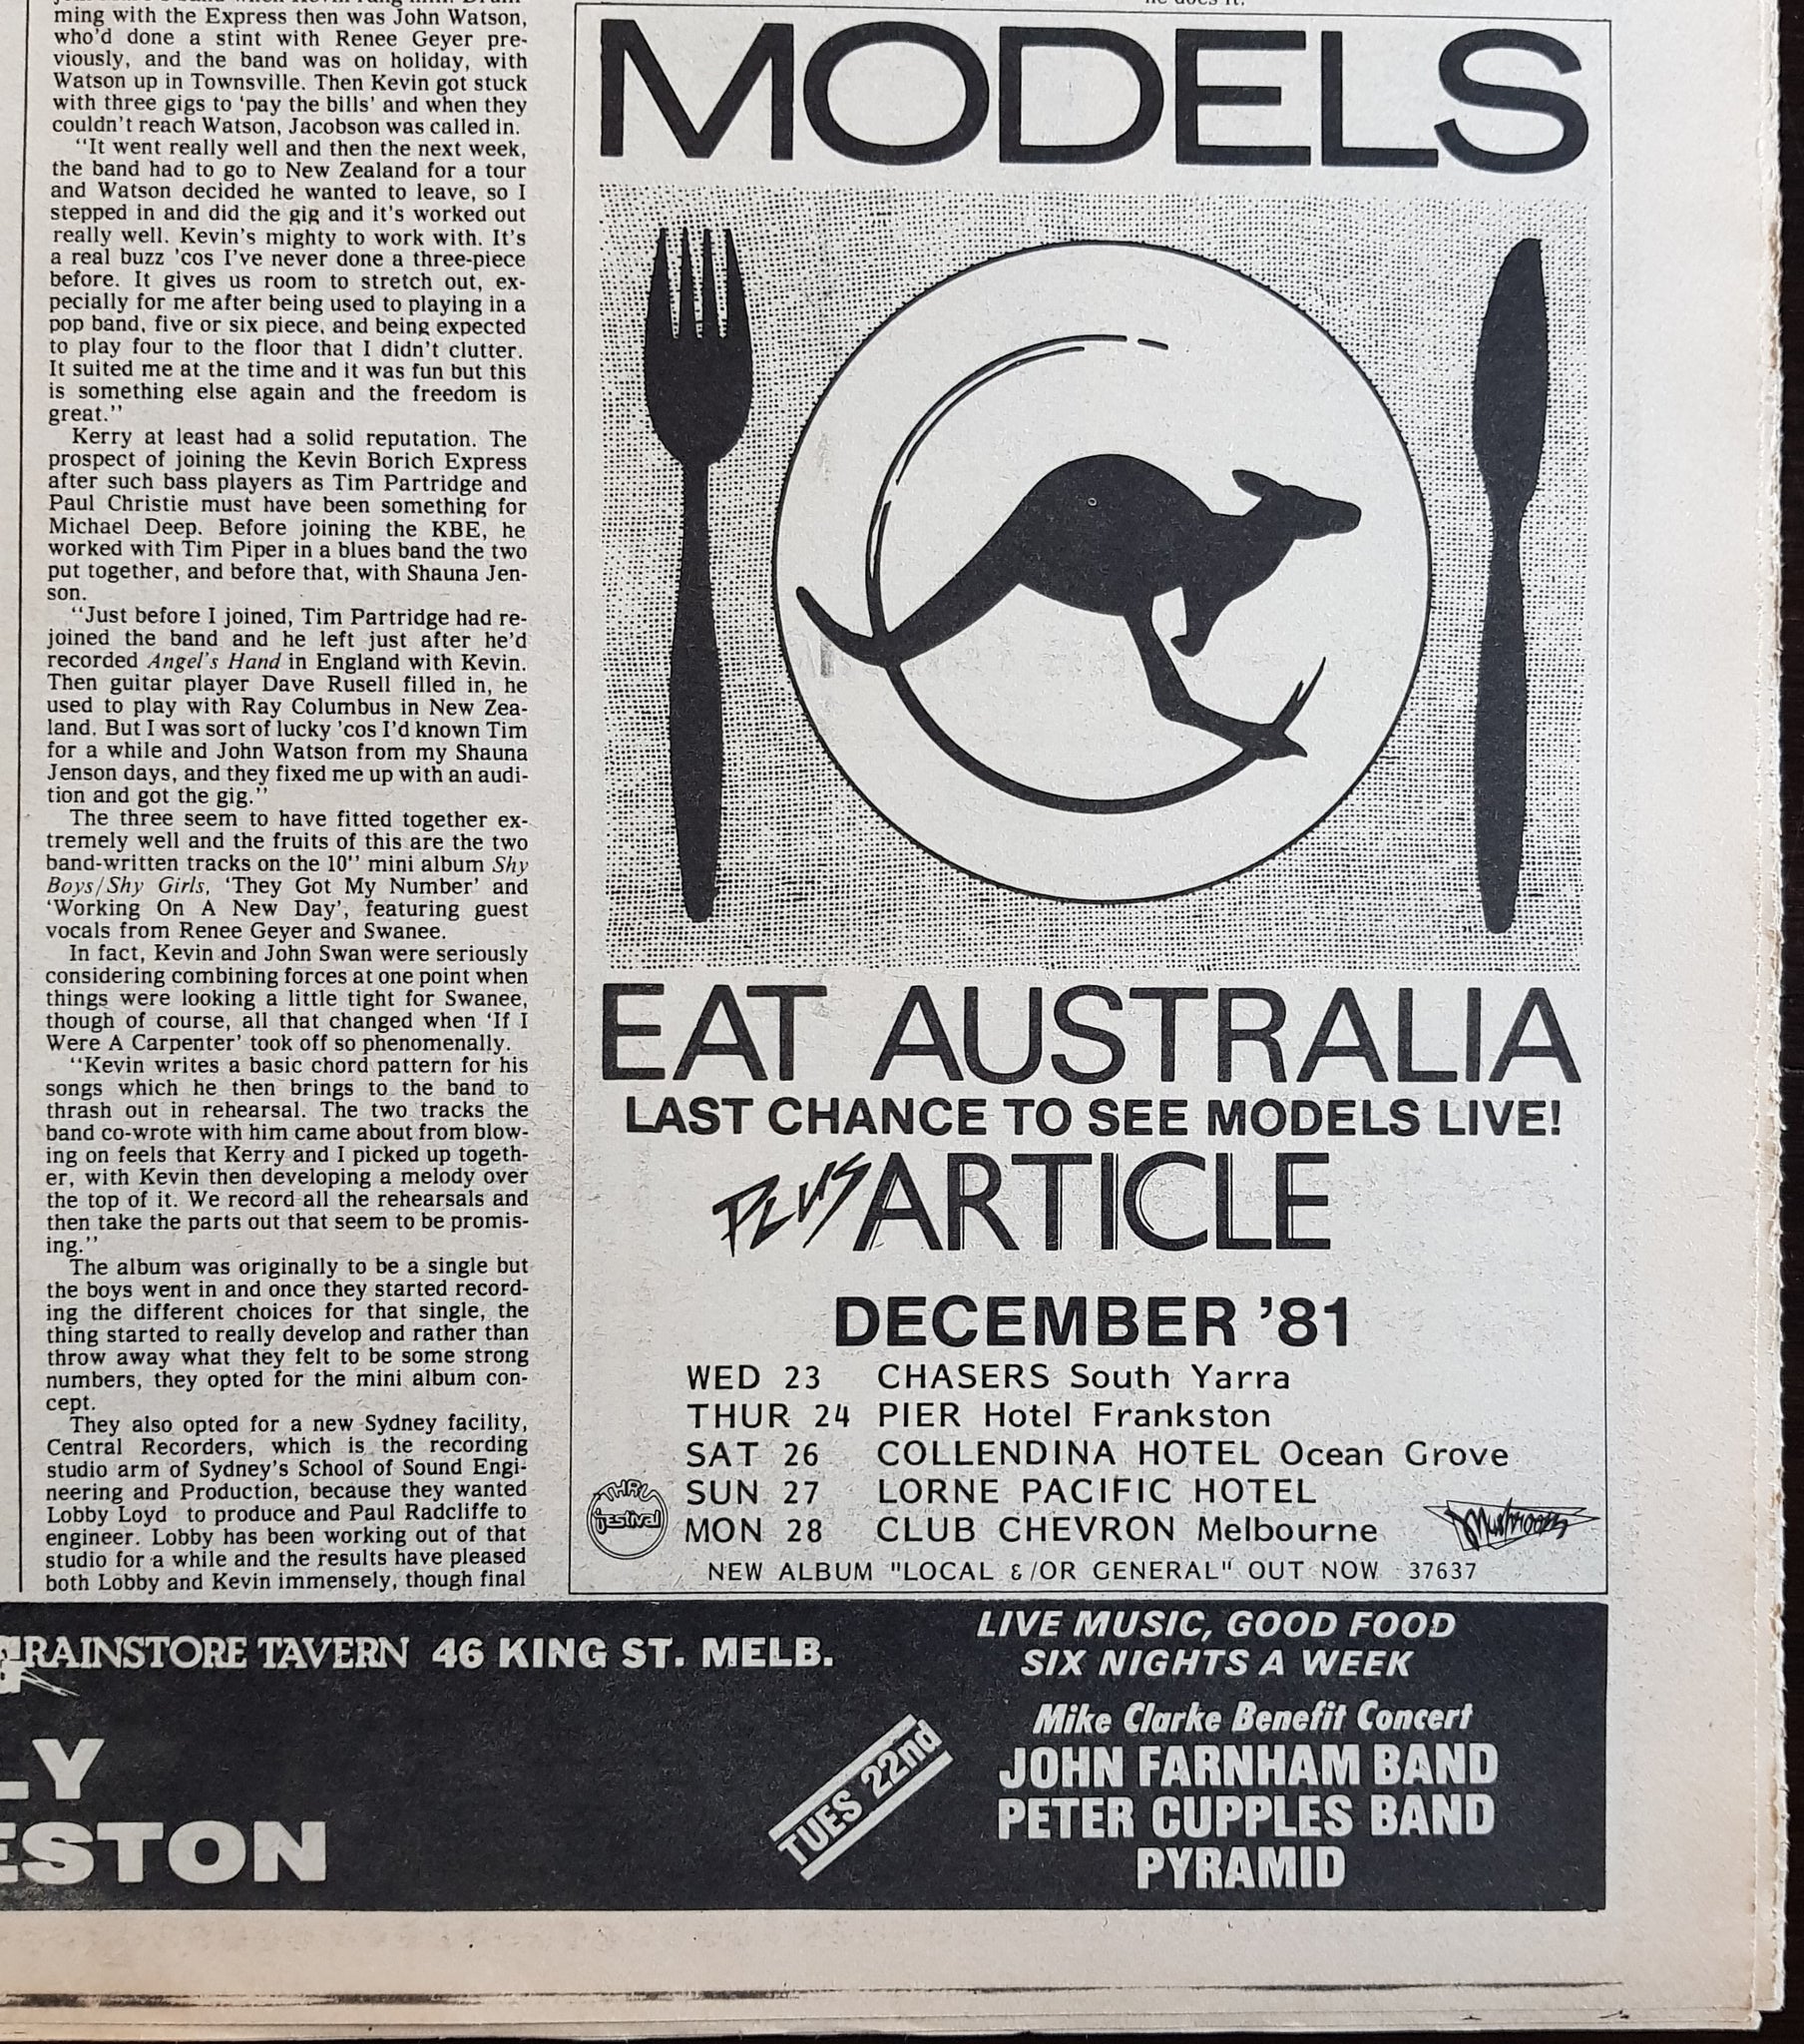 ming with the Express then was John Watson,
who'd done a stint with Renee Geyer pre-
viously, and the band was on holiday, with
Watson up in Townsville. Then Kevin got stuck
with three gigs to 'pay the bills' and when they
couldn't reach Watson, Jacobson was called in.
"It went really well and then the next week,
the band had to go to New Zealand for a tour
and Watson decided he wanted to leave, so I
stepped in and did the gig and it's worked out
really well. Kevin's mighty to work with. It's
a real buzz 'cos I've never done a three-piece
before. It gives us room to stretch out, ex-
pecially for me after being used to playing in a
pop band, five or six piece, and being expected
to play four to the floor that I didn't clutter.
It suited me at the time and it was fun but this
is something else again and the freedom is
great."
Kerry at least had a solid reputation. The
prospect of joining the Kevin Borich Express
after such bass players as Tim Partridge and
Paul Christie must have been something for
Michael Deep. Before joining the KBE, he
worked with Tim Piper in a blues band the two
put together, and before that, with Shauna Jen-
son.
"Just before I joined, Tim Partridge had re-
joined the band and he left just after he'd
recorded Angel's Hand in England with Kevin.
Then guitar player Dave Rusell filled in, he
used to play with Ray Columbus in New Zea-
land. But I was sort of lucky 'cos I'd known Tim
for a while and John Watson from my Shauna
Jenson days, and they fixed me up with an audi-
tion and got the gig."
The three seem to have fitted together ex-
tremely well and the fruits of this are the two
band-written tracks on the 10'' mini album Shy
Boys/Shy Girls, 'They Got My Number' and
'Working On A New Day', featuring guest
vocals from Renee Geyer and Swanee.
In fact, Kevin and John Swan were seriously
considering combining forces at one point when
things were looking a little tight for Swanee,
though of course, all that changed when 'If I
Were A Carpenter' took off so phenomenally.
"Kevin writes a basic chord pattern for his
songs which he then brings to the band to
thrash out in rehearsal. The two tracks the
band co-wrote with him came about from blow-
ing on feels that Kerry and I picked up togeth-
er, with Kevin then developing a melody over
the top of it. We record all the rehearsals and
then take the parts out that seem to be promis-
ing."
The album was originally to be a single but
the boys went in and once they started record-
ing the different choices for that single, the
thing started to really develop and rather than
throw away what they felt to be some strong
numbers, they opted for the mini album con-
cept.
They also opted for a new Sydney facility,
Central Recorders, which is the recording
studio arm of Sydney's School of Sound Engi-
neering and Production, because they wanted
Lobby Loyd to produce and Paul Radcliffe to
engineer. Lobby has been working out of that
studio for a while and the results have pleased
both Lobby and Kevin immensely, though final
he does it.
MODELS
EAT AUSTRALIA
LAST CHANCE TO SEE MODELS LIVE!
PLUS ARTICLE
DECEMBER '81
WED 23 CHASERS South Yarra
THUR 24 PIER Hotel Frankston
SAT 26 COLLENDINA HOTEL Ocean Grove
SUN 27 LORNE PACIFIC HOTEL
MON 28 CLUB CHEVRON Melbourne
THRU
festival
Mushroom
NEW ALBUM "LOCAL &/OR GENERAL" OUT NOW 37637
GRAINSTORE TAVERN 46 KING ST. MELB.
LY
ESTON
TUES 22nd
LIVE MUSIC, GOOD FOOD
SIX NIGHTS A WEEK
Mike Clarke Benefit Concert
JOHN FARNHAM BAND
PETER CUPPLES BAND
PYRAMID